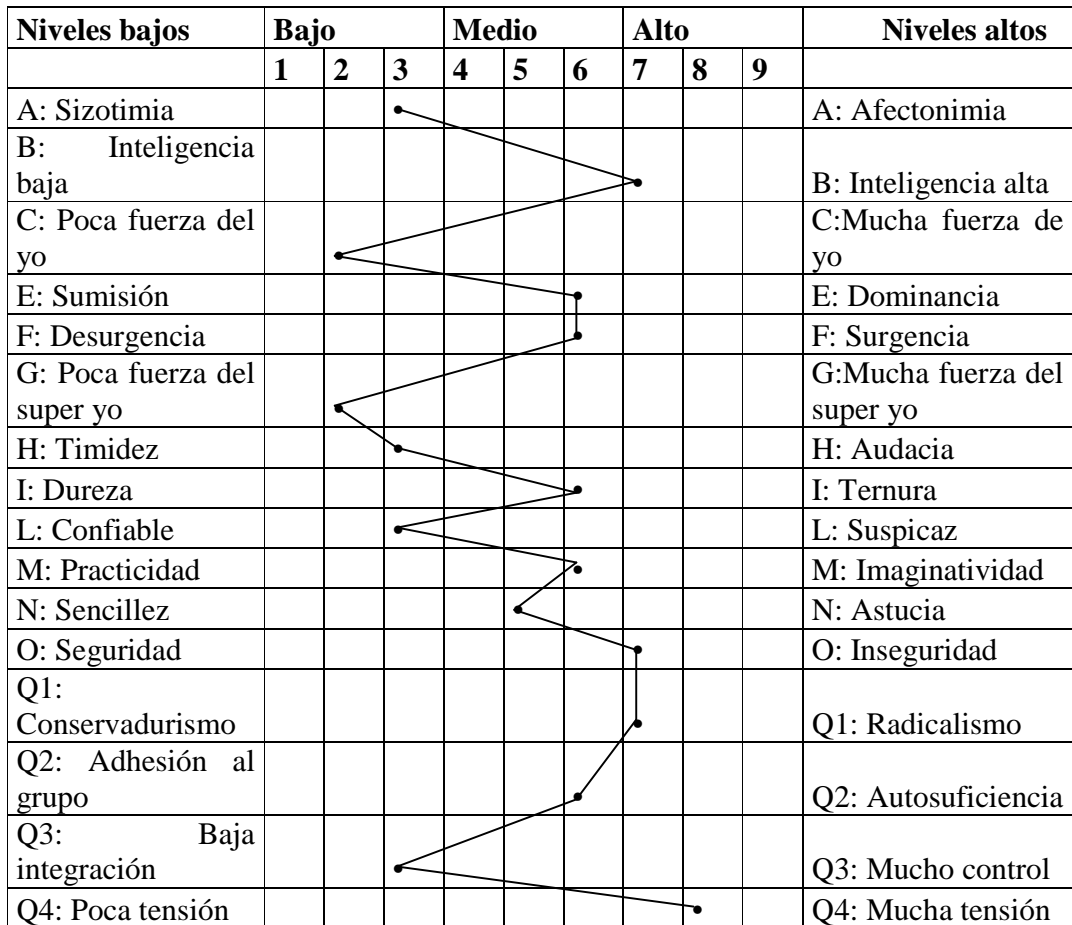 Niveles bajos Bajo Medio Alto Niveles altos
1 2 3 4 5 6 7 8 9
A: Sizotimia A: Afectonimia
B: Inteligencia
baja B: Inteligencia alta
C: Poca fuerza del C:Mucha fuerza de
yo yo
E: Sumisión E: Dominancia
F: Desurgencia F: Surgencia
G: Poca fuerza del G:Mucha fuerza del
super yo super yo
H: Timidez H: Audacia
I: Dureza I: Ternura
L: Confiable L: Suspicaz
M: Practicidad M: Imaginatividad
N: Sencillez N: Astucia
O: Seguridad O: Inseguridad
Q1:
Conservadurismo Q1: Radicalismo
Q2: Adhesión al
grupo Q2: Autosuficiencia
Q3: Baja
integración Q3: Mucho control
Q4: Poca tensión Q4: Mucha tensión